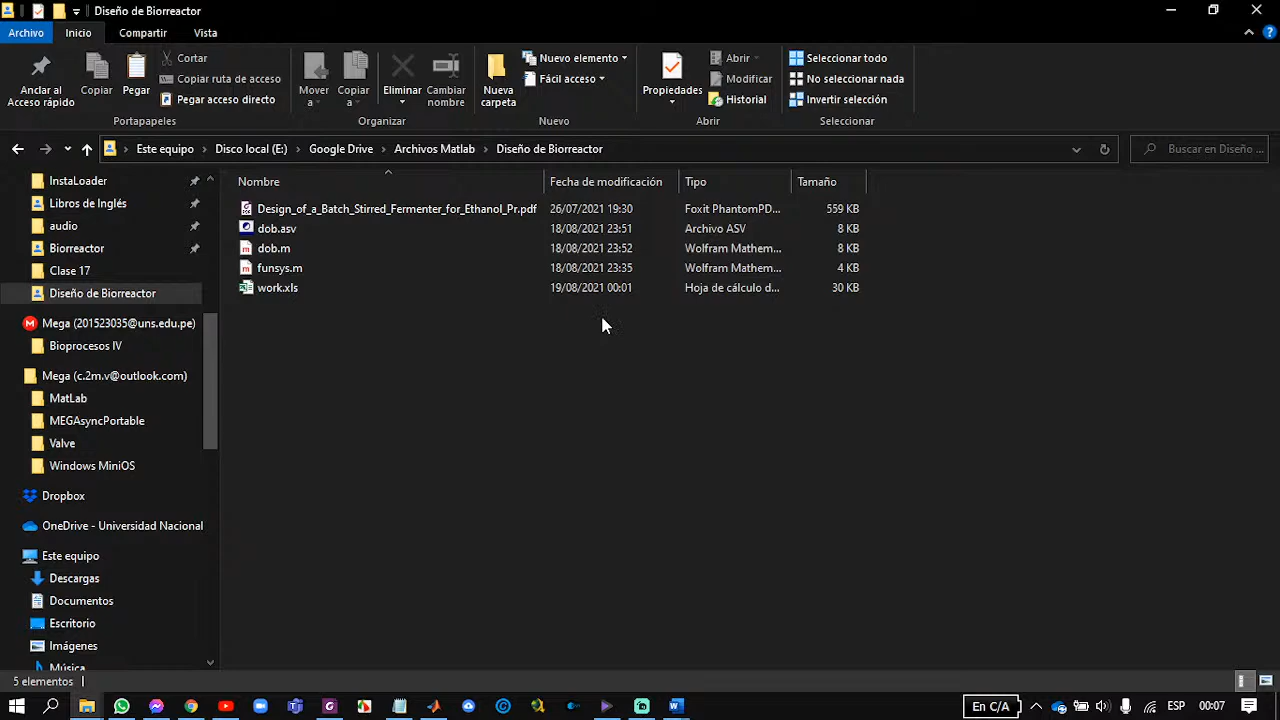 Diseño de Biorreactor
Archivo Inicio Compartir Vista
Anclar al Acceso rápido
Copiar
Pegar
Cortar
Copiar ruta de acceso
Pegar acceso directo
Portapapeles
Mover a
Copiar a
Eliminar
Cambiar nombre
Organizar
Nueva carpeta
Nuevo elemento
Fácil acceso
Nuevo
Propiedades
Abrir
Modificar
Historial
Abrir
Seleccionar todo
No seleccionar nada
Invertir selección
Seleccionar
Este equipo Disco local (E:) Google Drive Archivos Matlab Diseño de Biorreactor
Buscar en Diseño ...
InstaLoader
Libros de Inglés
audio
Biorreactor
Clase 17
Diseño de Biorreactor
Mega (201523035@uns.edu.pe)
Bioprocesos IV
Mega (c.2m.v@outlook.com)
MatLab
MEGAsyncPortable
Valve
Windows MiniOS
Dropbox
OneDrive - Universidad Nacional
Este equipo
Descargas
Documentos
Escritorio
Imágenes
Música
Nombre Fecha de modificación Tipo Tamaño
Design_of_a_Batch_Stirred_Fermenter_for_Ethanol_Pr.pdf 26/07/2021 19:30 Foxit PhantomPD... 559 KB
dob.asv 18/08/2021 23:51 Archivo ASV 8 KB
dob.m 18/08/2021 23:52 Wolfram Mathem... 8 KB
funsys.m 18/08/2021 23:35 Wolfram Mathem... 4 KB
work.xls 19/08/2021 00:01 Hoja de cálculo d... 30 KB
5 elementos
En C/A ESP 00:07